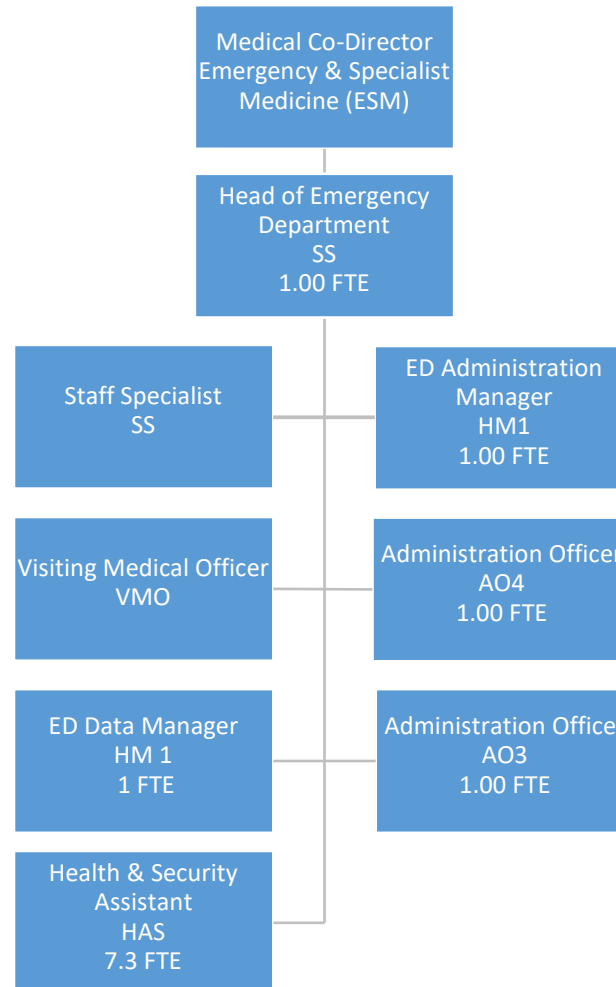 Medical Co-Director
Emergency & Specialist
Medicine (ESM)
Head of Emergency
Department
SS
1.00 FTE
Staff Specialist
SS
ED Administration
Manager
HM1
1.00 FTE
Visiting Medical Officer
VMO
Administration Officer
AO4
1.00 FTE
ED Data Manager
HM 1
1 FTE
Administration Office
AO3
1.00 FTE
Health & Security
Assistant
HAS
7.3 FTE